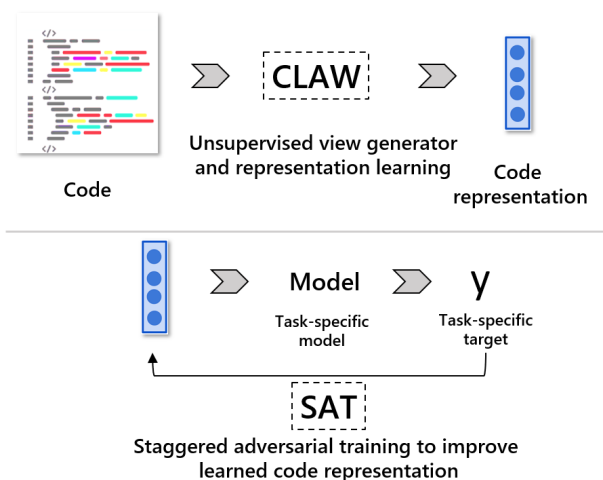 </>
</>
</>
CLAW
Unsupervised view generator
and representation learning
Code
Code
representation
Model
Task-specific
model
y
Task-specific
target
SAT
Staggered adversarial training to improve
learned code representation